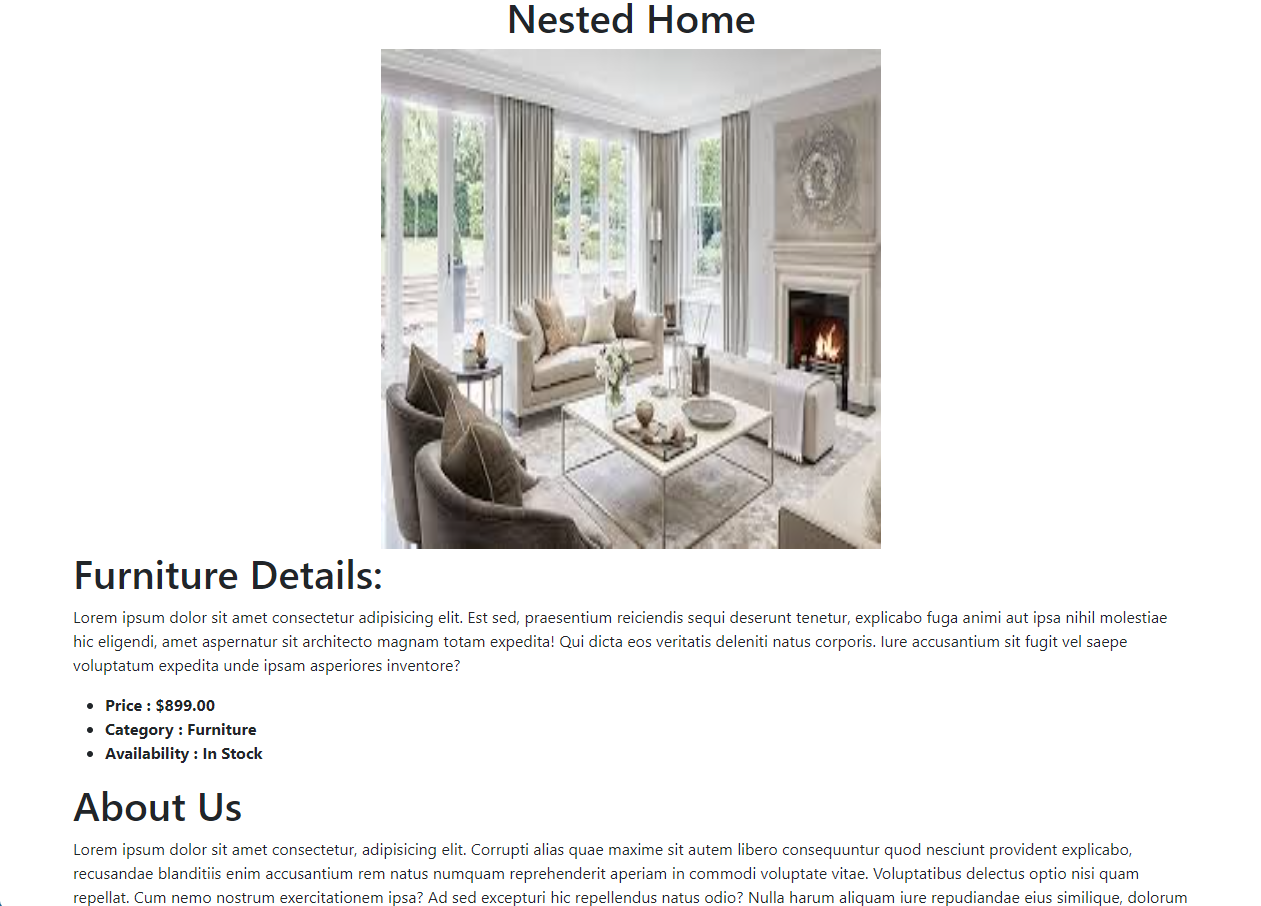 Nested Home
Furniture Details:
Lorem ipsum dolor sit amet consectetur adipisicing elit. Est sed, praesentium reiciendis sequi deserunt tenetur, explicabo fuga animi aut ipsa nihil molestiae
hic eligendi, amet aspernatur sit architecto magnam totam expedita! Qui dicta eos veritatis deleniti natus corporis. Iure accusantium sit fugit vel saepe
voluptatum expedita unde ipsam asperiores inventore?
• Price : $899.00
• Category : Furniture
• Availability : In Stock
About Us
Lorem ipsum dolor sit amet consectetur, adipisicing elit. Corrupti alias quae maxime sit autem libero consequuntur quod nesciunt provident explicabo,
recusandae blanditiis enim accusantium rem natus numquam reprehenderit aperiam in commodi voluptate vitae. Voluptatibus delectus optio nisi quam
repellat. Cum nemo nostrum exercitationem ipsa? Ad sed excepturi hic repellendus natus odio? Nulla harum aliquam iure repudiandae eius similique, dolorum